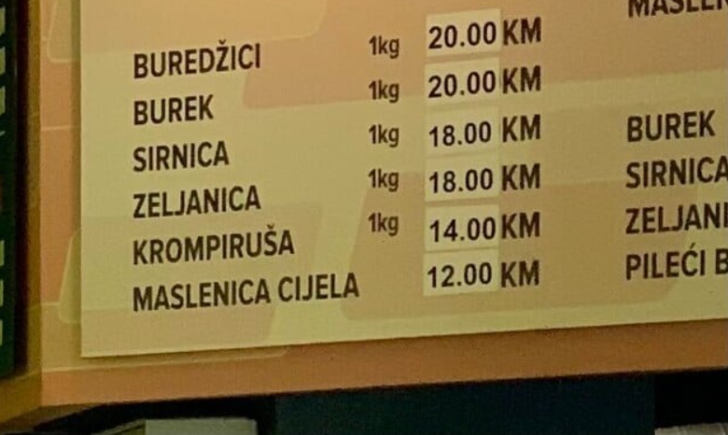 BUREDŽICI 1kg 20.00 KM
BUREK 1kg 20.00 KM
SIRNICA 1kg 18.00 KM
ZELJANICA 1kg 18.00 KM
KROMPIRUŠA 1kg 14.00 KM
MASLENICA CIJELA 12.00 KM
BUREK
SIRNICA
PILEĆI